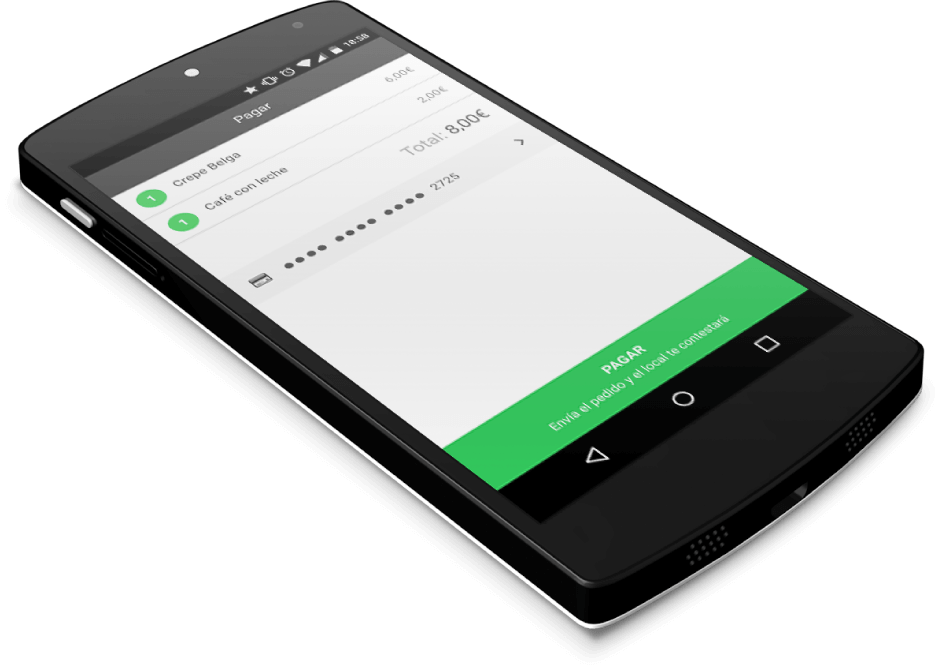 18:58
Pagar
1 Crepe Belga 6,00€
1 Café con leche 2,00€
Total: 8,00€
•••• •••• •••• 2725
PAGAR
Envía el pedido y el local te contestará